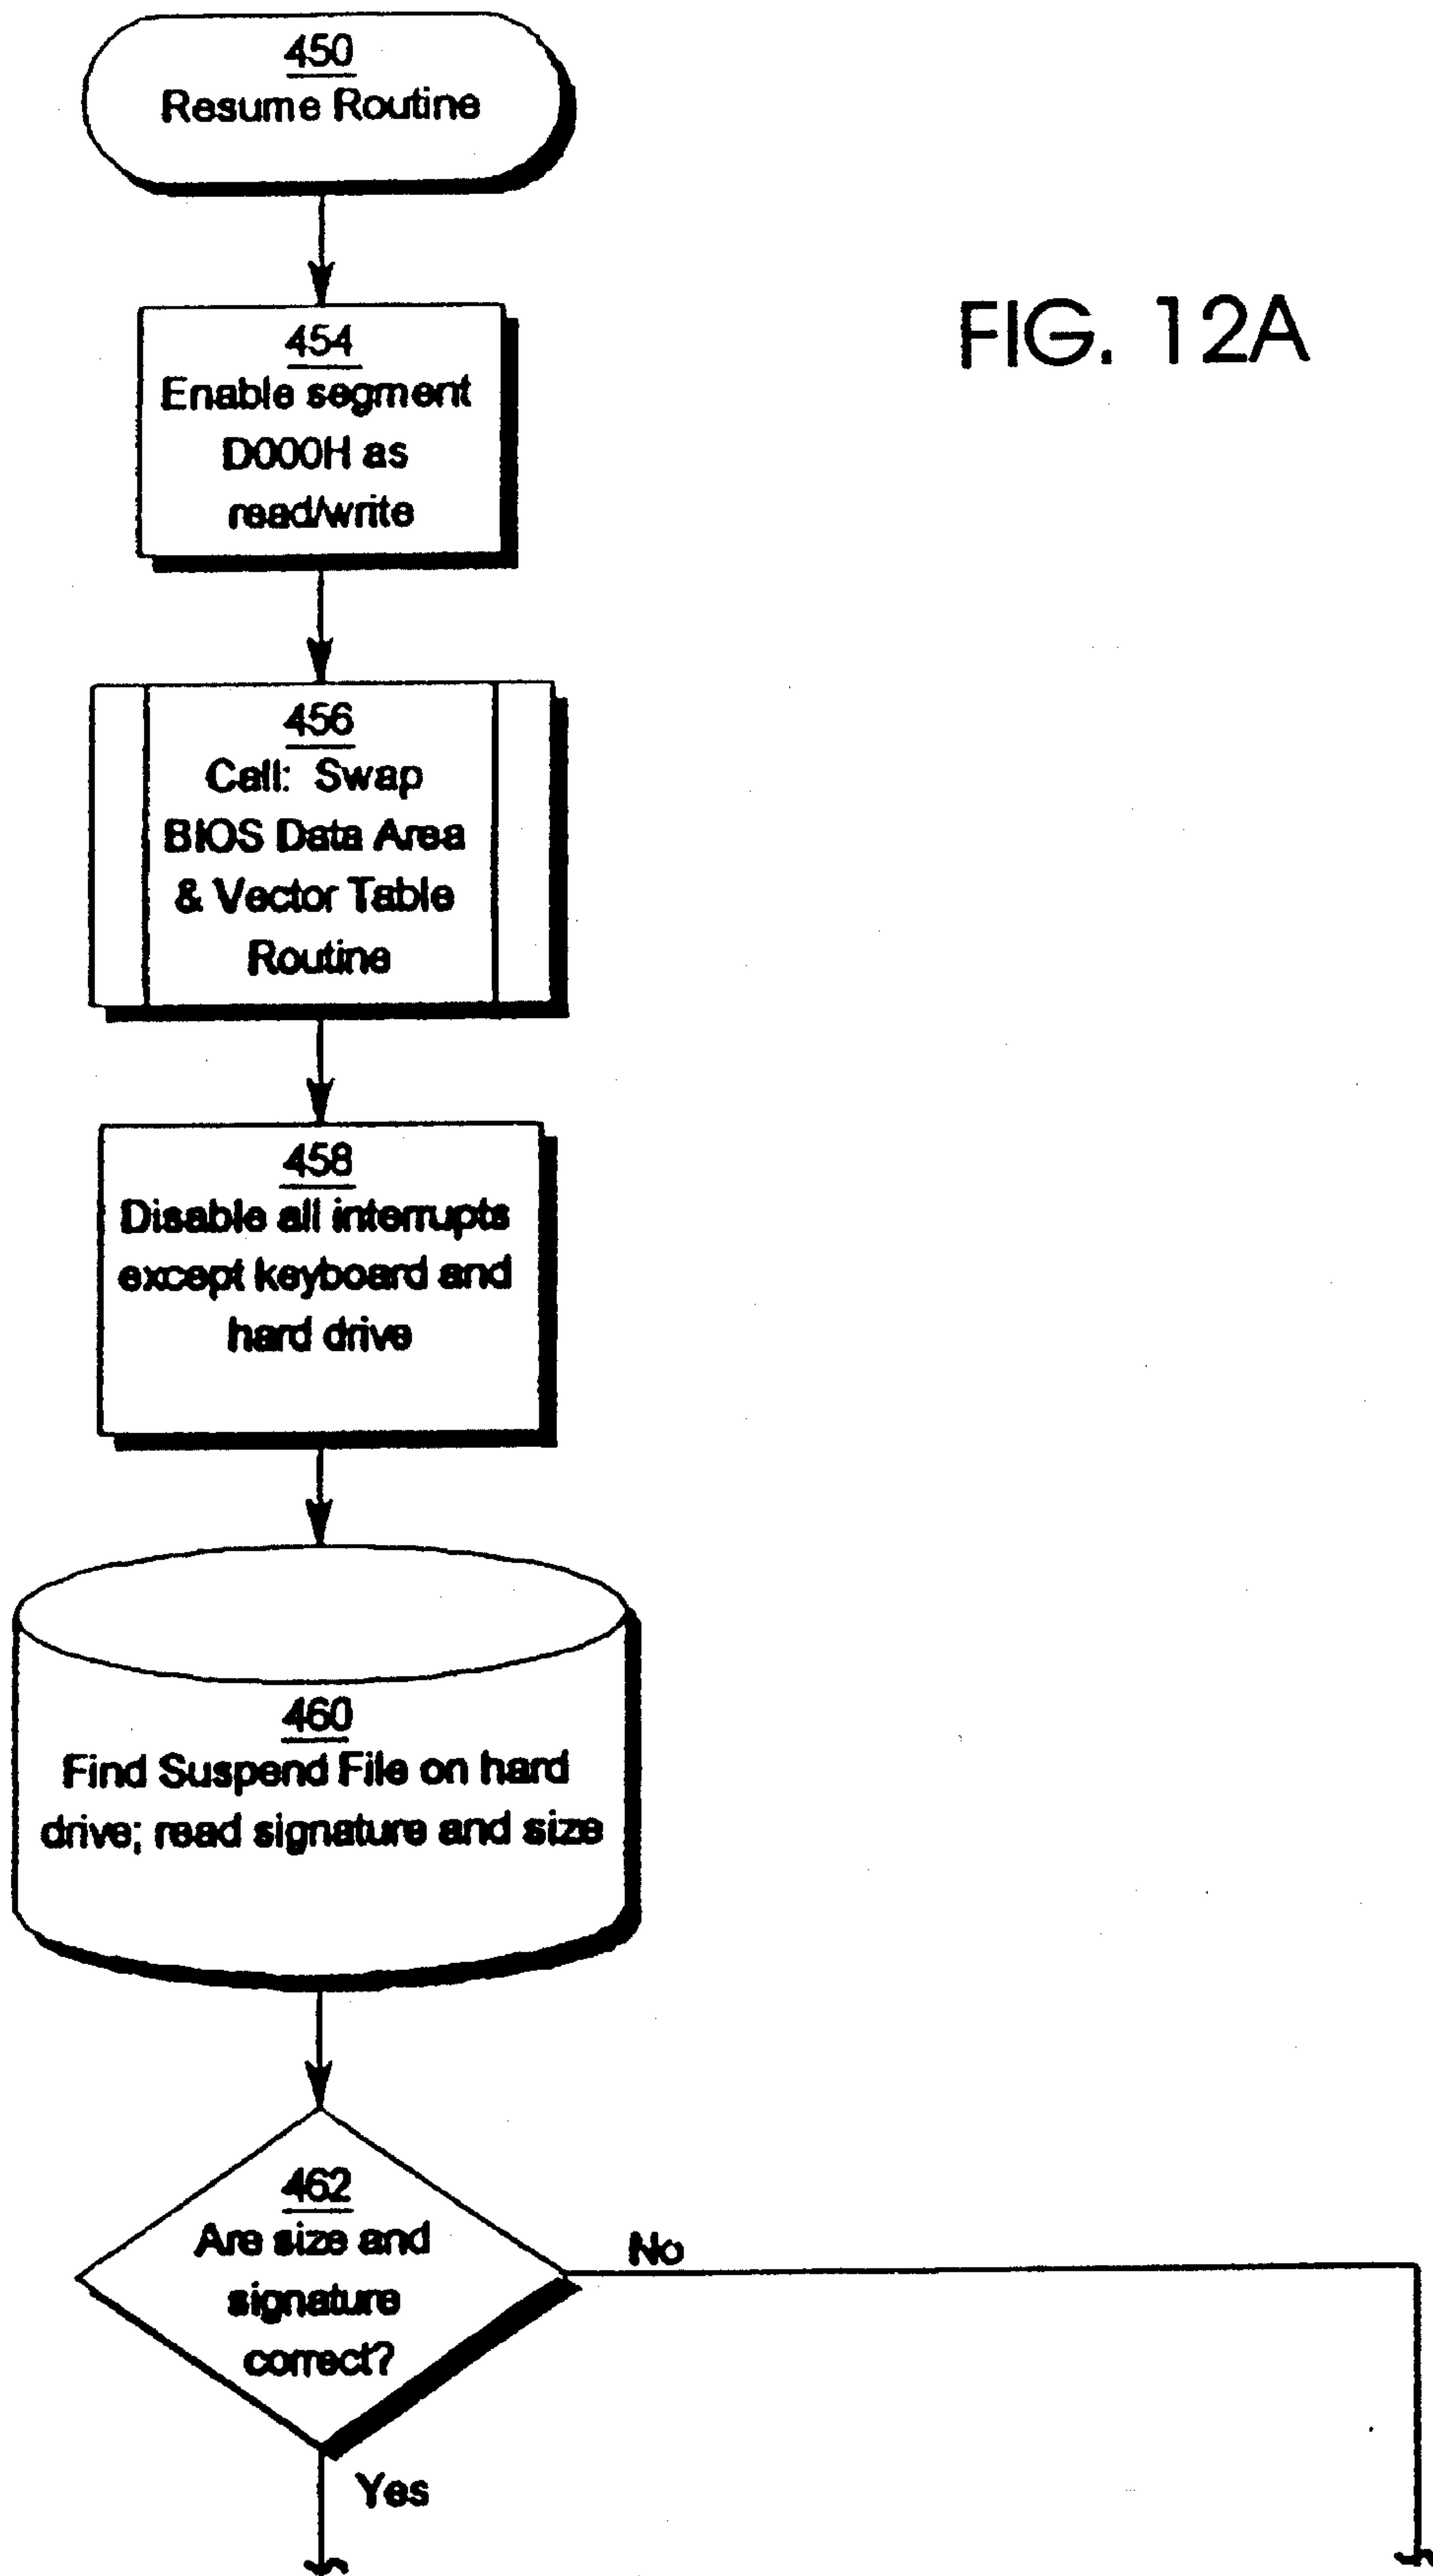 450
Resume Routine
FIG. 12A
454
Enable segment
D000H as
read/write
456
Call: Swap
BIOS Data Area
& Vector Table
Routine
458
Disable all interrupts
except keyboard and
hard drive
460
Find Suspend File on hard
drive; read signature and size
462
Are size and
signature
correct?
No
Yes